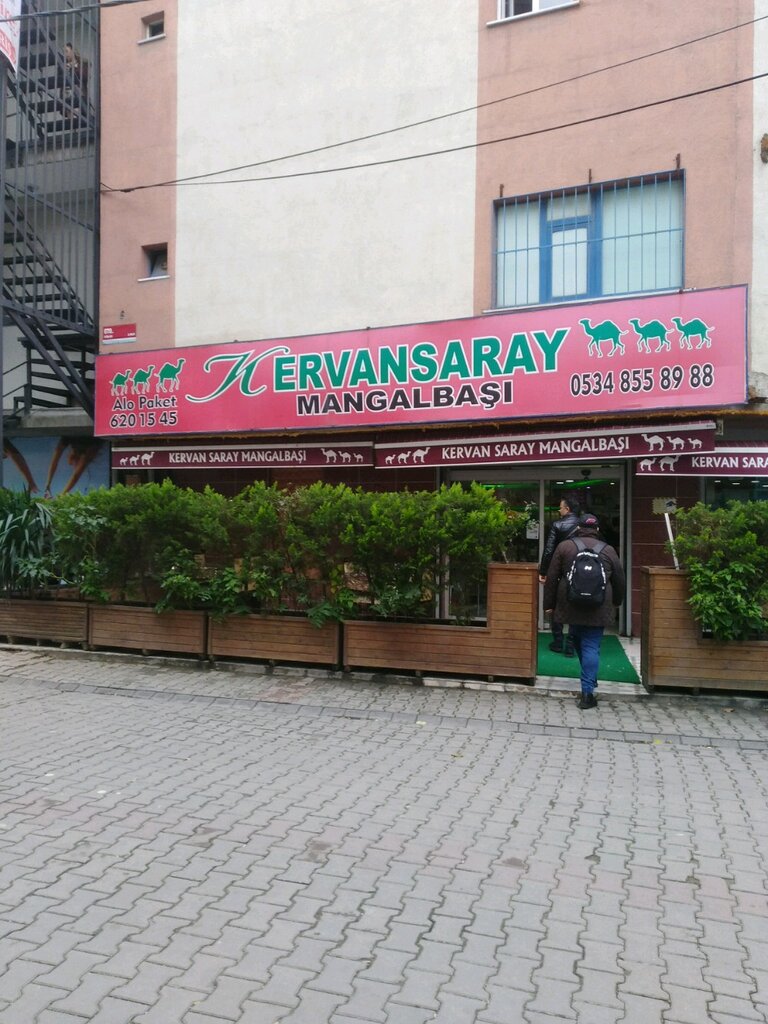 KERVANSARAY
MANGALBAŞI
Alo Paket
620 15 45
0534 855 89 88
KERVAN SARAY MANGALBAŞI
KERVAN SARAY MANGALBAŞI
KERVAN SARA